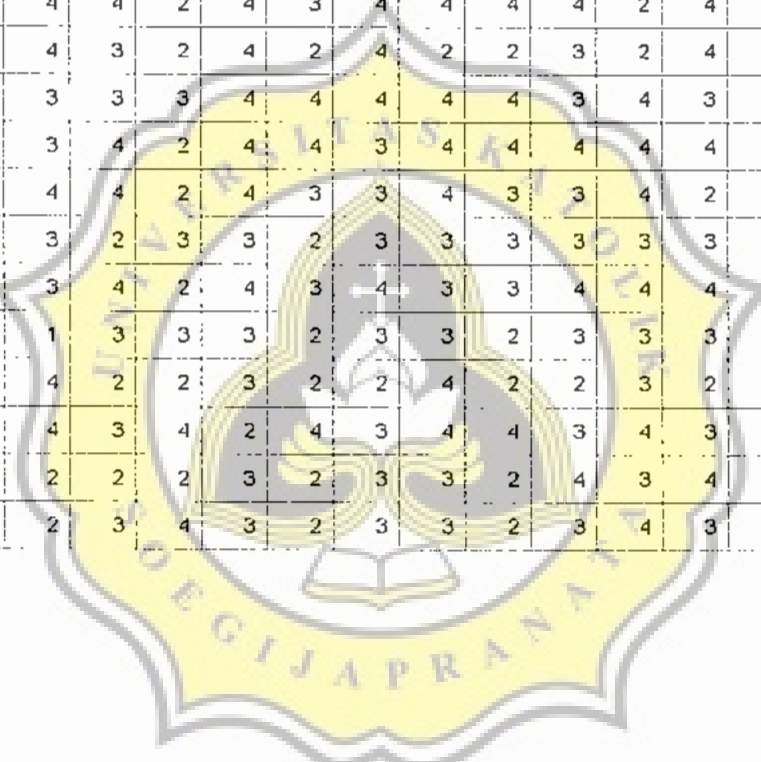 4 4 2 4 3 4 4 4 4 2 4
4 3 2 4 2 4 2 2 3 2 4
3 3 3 4 4 4 4 4 3 4 3
3 4 2 4 4 3 4 4 4 4 4
4 4 2 4 3 3 4 3 3 4 2
3 2 3 3 2 3 3 3 3 3 3
3 4 2 4 3 4 3 3 4 4 4
1 3 3 3 2 3 3 2 3 3 3
4 2 2 3 2 2 4 2 2 3 2
4 3 4 2 4 3 4 4 3 4 3
2 2 2 3 2 3 3 2 4 3 4
2 3 4 3 2 3 3 2 3 4 3
UNIVERSITAS KATOLIK
SOEGIJAPRANATA